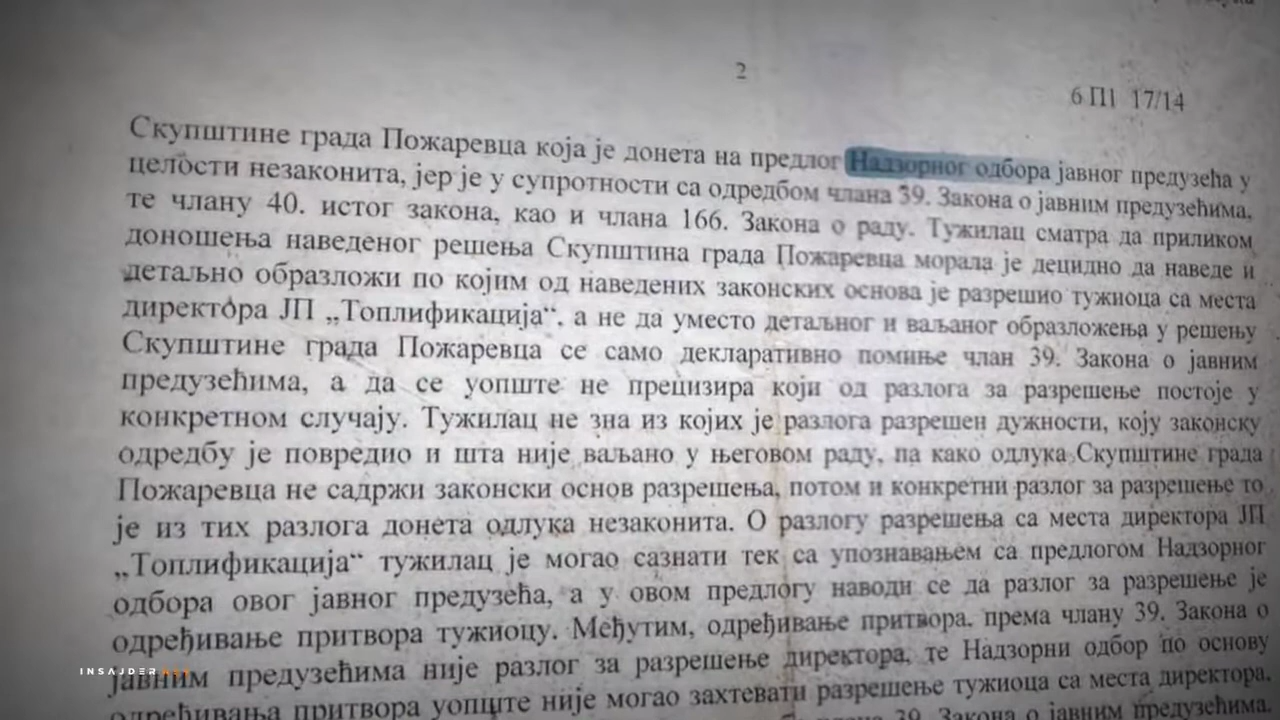 2
6 П1 17/14
Скупштине града Пожаревца која је донета на предлог Надзорног одбора јавног предузећа у
целости незаконита, јер је у супротности са одредбом члана 39. Закона о јавним предузећима,
те члану 40. истог закона, као и члана 166. Закона о раду. Тужилац сматра да приликом
доношења наведеног решења Скупштина града Пожаревца морала је децидно да наведе и
детаљно образложи по којим од наведених законских основа је разрешио тужиоца са места
директора ЈП „Топлификација“, а не да уместо детаљног и ваљаног образложења у решењу
Скупштине града Пожаревца се само декларативно помиње члан 39. Закона о јавним
предузећима, а да се уопште не прецизира који од разлога за разрешење постоје у
конкретном случају. Тужилац не зна из којих је разлога разрешен дужности, коју законску
одредбу је повредио и шта није ваљано у његовом раду, па како одлука Скупштине града
Пожаревца не садржи законски основ разрешења, потом и конкретни разлог за разрешење то
је из тих разлога донета одлука незаконита. О разлогу разрешења са места директора ЈП
„Топлификација“ тужилац је могао сазнати тек са упознавањем са предлогом Надзорног
одбора овог јавног предузећа, а у овом предлогу наводи се да разлог за разрешење је
одређивање притвора тужиоцу. Међутим, одређивање притвора, према члану 39. Закона о
јавним предузећима није разлог за разрешење директора, те Надзорни одбор по основу
одређивања притвора уопште није могао захтевати разрешење тужиоца са места директора,
39. Закона о јавним предузећима.
INSAJDER